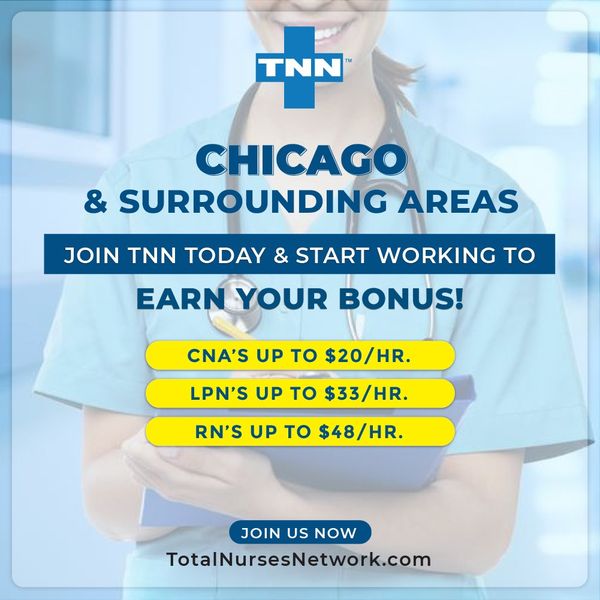 TNN™
CHICAGO
& SURROUNDING AREAS
JOIN TNN TODAY & START WORKING TO
EARN YOUR BONUS!
CNA'S UP TO $20/HR.
LPN'S UP TO $33/HR.
RN'S UP TO $48/HR.
JOIN US NOW
TotalNursesNetwork.com